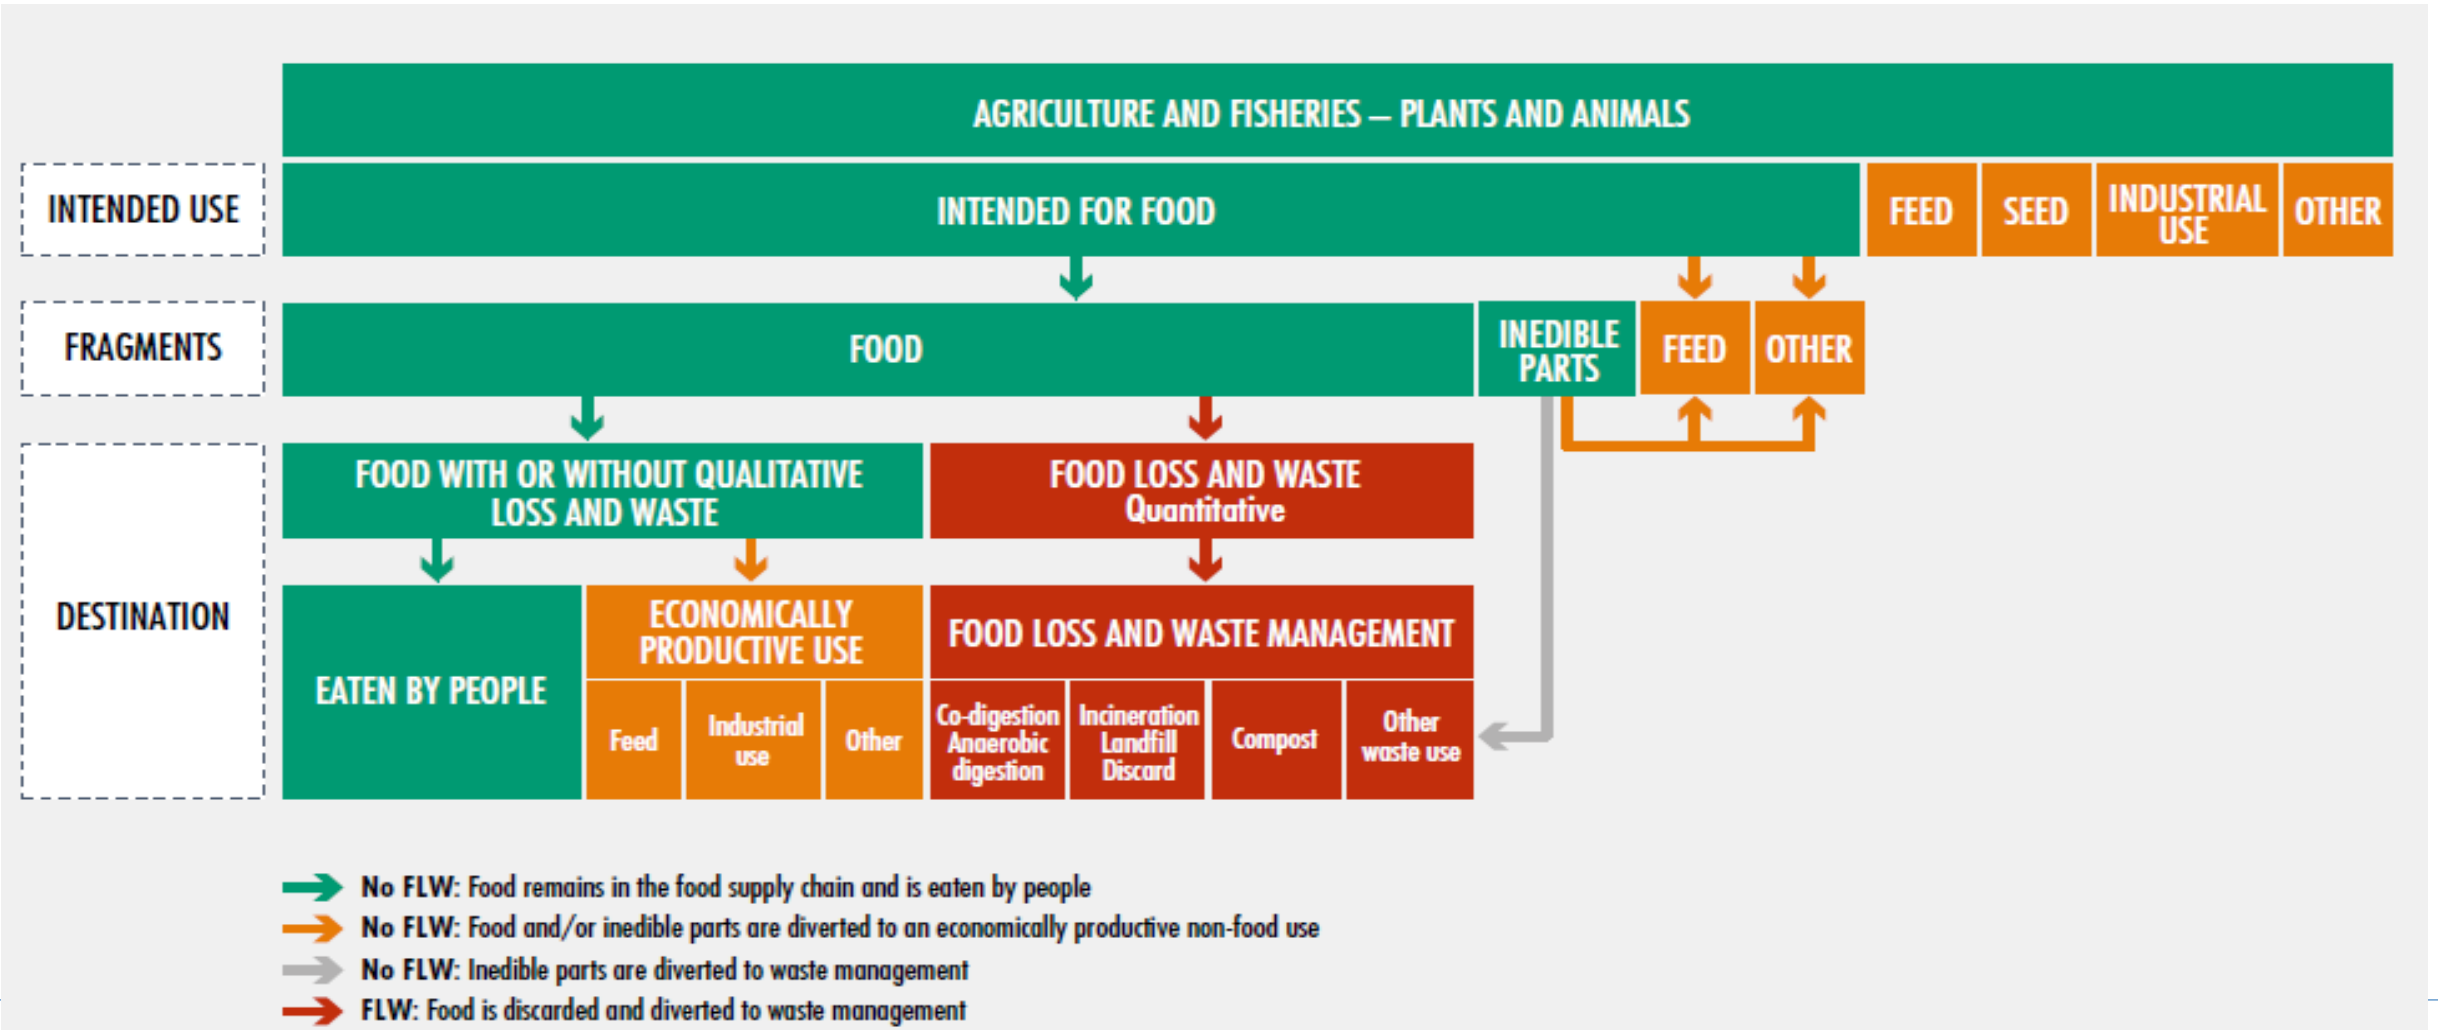 AGRICULTURE AND FISHERIES – PLANTS AND ANIMALS
INTENDED USE
INTENDED FOR FOOD
FEED
SEED
INDUSTRIAL
USE
OTHER
FRAGMENTS
FOOD
INEDIBLE
PARTS
FEED
OTHER
DESTINATION
FOOD WITH OR WITHOUT QUALITATIVE
LOSS AND WASTE
FOOD LOSS AND WASTE
Quantitative
EATEN BY PEOPLE
ECONOMICALLY
PRODUCTIVE USE
Feed
Industrial
use
Other
FOOD LOSS AND WASTE MANAGEMENT
Co-digestion
Anaerobic
digestion
Incineration
Landfill
Discard
Compost
Other
waste use
No FLW: Food remains in the food supply chain and is eaten by people
No FLW: Food and/or inedible parts are diverted to an economically productive non-food use
No FLW: Inedible parts are diverted to waste management
FLW: Food is discarded and diverted to waste management